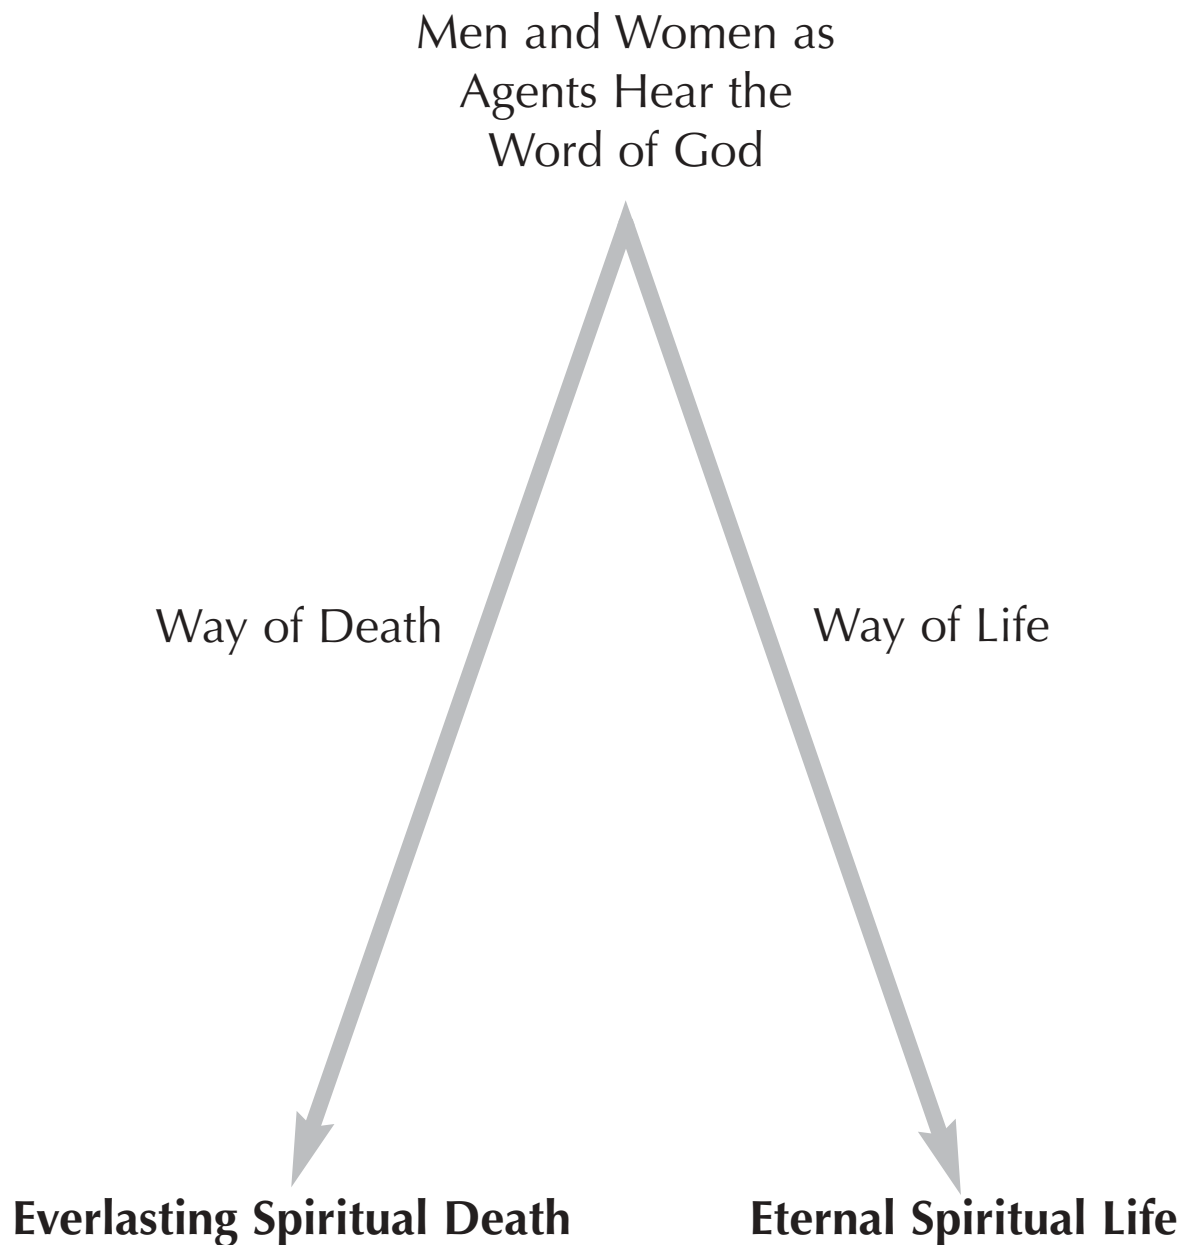 Men and Women as
Agents Hear the
Word of God
Way of Death
Way of Life
Everlasting Spiritual Death
Eternal Spiritual Life